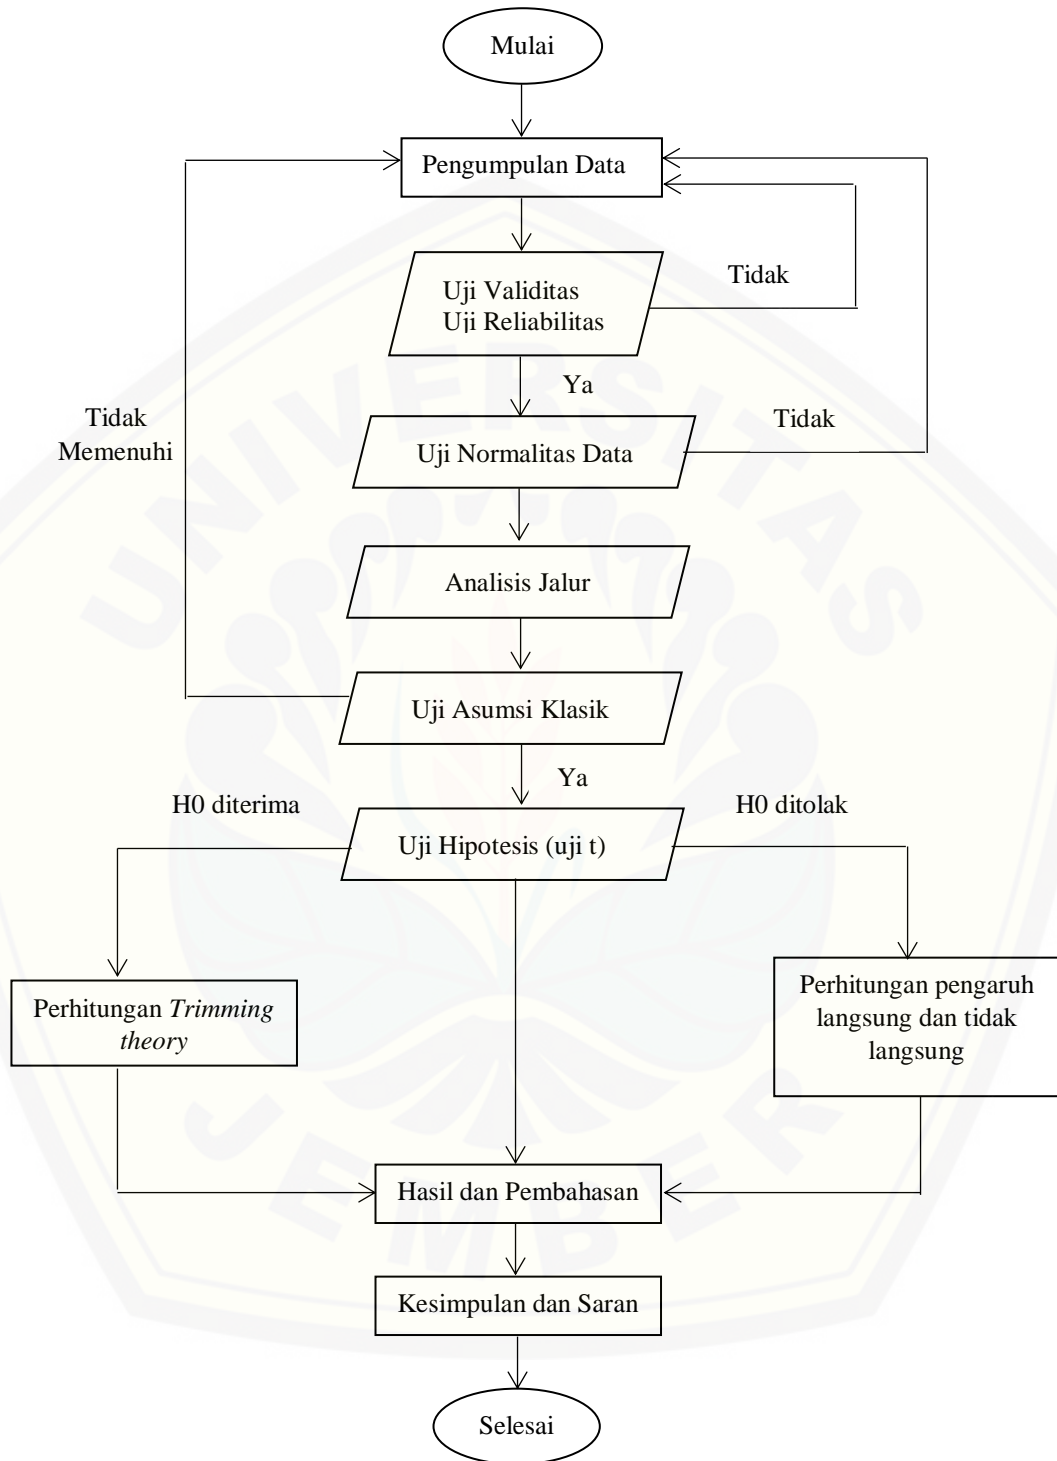 Mulai
Pengumpulan Data
Uji Validitas
Uji Reliabilitas
Tidak
Ya
Tidak
Memenuhi
Uji Normalitas Data
Tidak
Analisis Jalur
Uji Asumsi Klasik
Ya
H0 diterima
Uji Hipotesis (uji t)
H0 ditolak
Perhitungan Trimming
theory
Perhitungan pengaruh
langsung dan tidak
langsung
Hasil dan Pembahasan
Kesimpulan dan Saran
Selesai
UNIVERSITAS
JEMBER